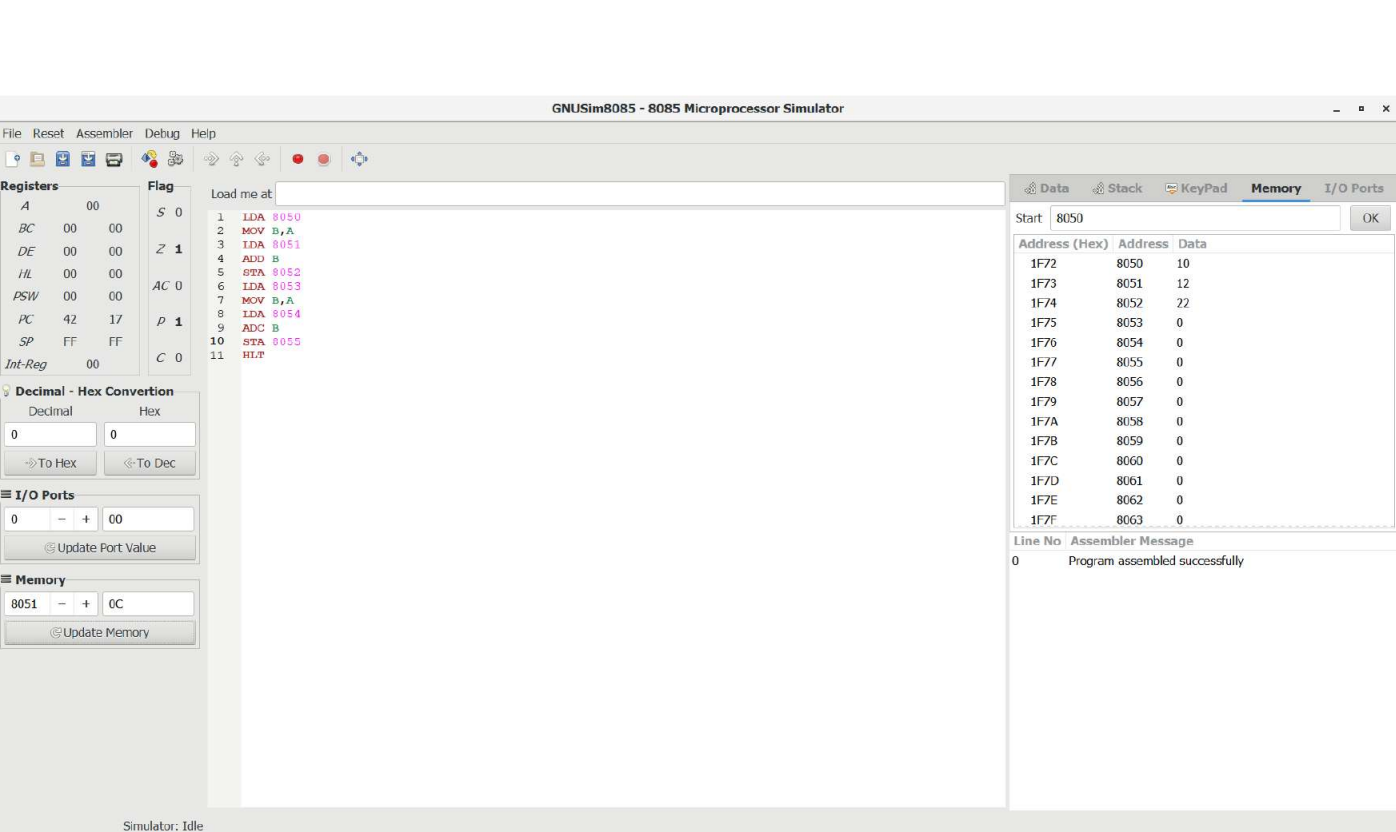 GNUSim8085 - 8085 Microprocessor Simulator
File Reset Assembler Debug Help
Registers
A 00
BC 00 00
DE 00 00
HL 00 00
PSW 00 00
PC 42 17
SP FF FF
Int-Reg 00
Flag
S 0
Z 1
AC 0
P 1
C 0
Decimal - Hex Convertion
Decimal Hex
0 0
To Hex To Dec
I/O Ports
0 - + 00
Update Port Value
Memory
8051 - + 0C
Update Memory
Load me at
1 LDA 8050
2 MOV B,A
3 LDA 8051
4 ADD B
5 STA 8052
6 LDA 8053
7 MOV B,A
8 LDA 8054
9 ADC B
10 STA 8055
11 HLT
Data Stack KeyPad Memory I/O Ports
Start 8050 OK
Address (Hex) Address Data
1F72 8050 10
1F73 8051 12
1F74 8052 22
1F75 8053 0
1F76 8054 0
1F77 8055 0
1F78 8056 0
1F79 8057 0
1F7A 8058 0
1F7B 8059 0
1F7C 8060 0
1F7D 8061 0
1F7E 8062 0
1F7F 8063 0
Line No Assembler Message
0 Program assembled successfully
Simulator: Idle